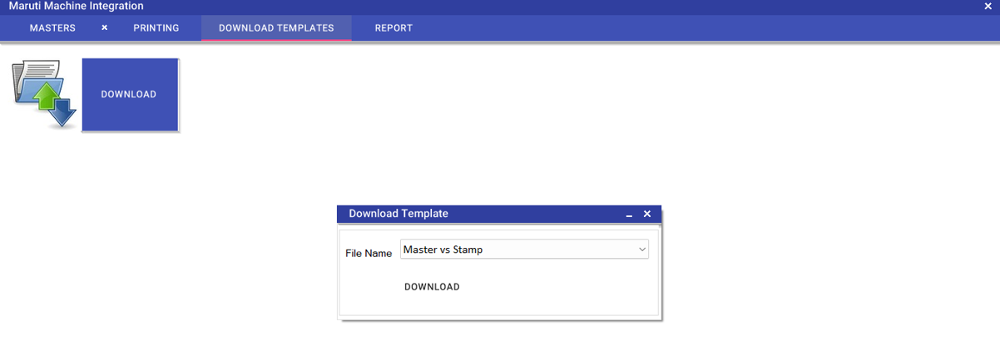 Maruti Machine Integration
MASTERS PRINTING DOWNLOAD TEMPLATES REPORT
DOWNLOAD
Download Template
File Name Master vs Stamp
DOWNLOAD